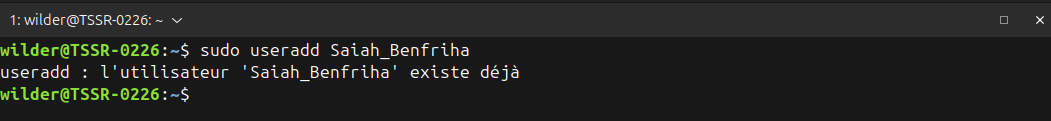 1: wilder@TSSR-0226: ~
wilder@TSSR-0226:~$ sudo useradd Saiah_Benfriha
useradd : l'utilisateur 'Saiah_Benfriha' existe déjà
wilder@TSSR-0226:~$